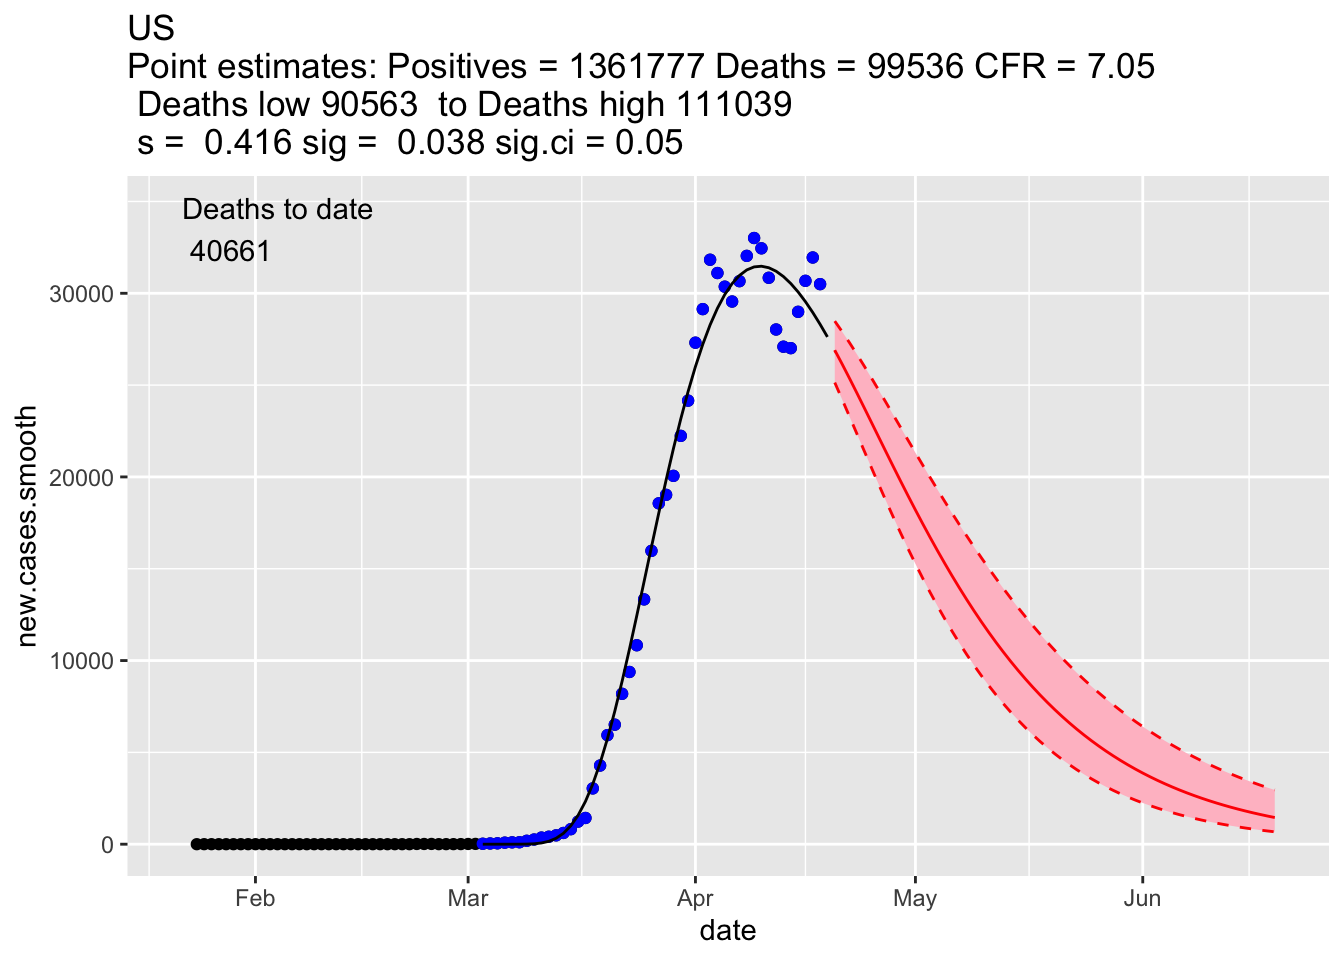 US
Point estimates: Positives = 1361777 Deaths = 99536 CFR = 7.05
Deaths low 90563  to Deaths high 111039
s =  0.416 sig =  0.038 sig.ci = 0.05
Deaths to date
40661
new.cases.smooth
30000
20000
10000
0
Feb
Mar
Apr
May
Jun
date